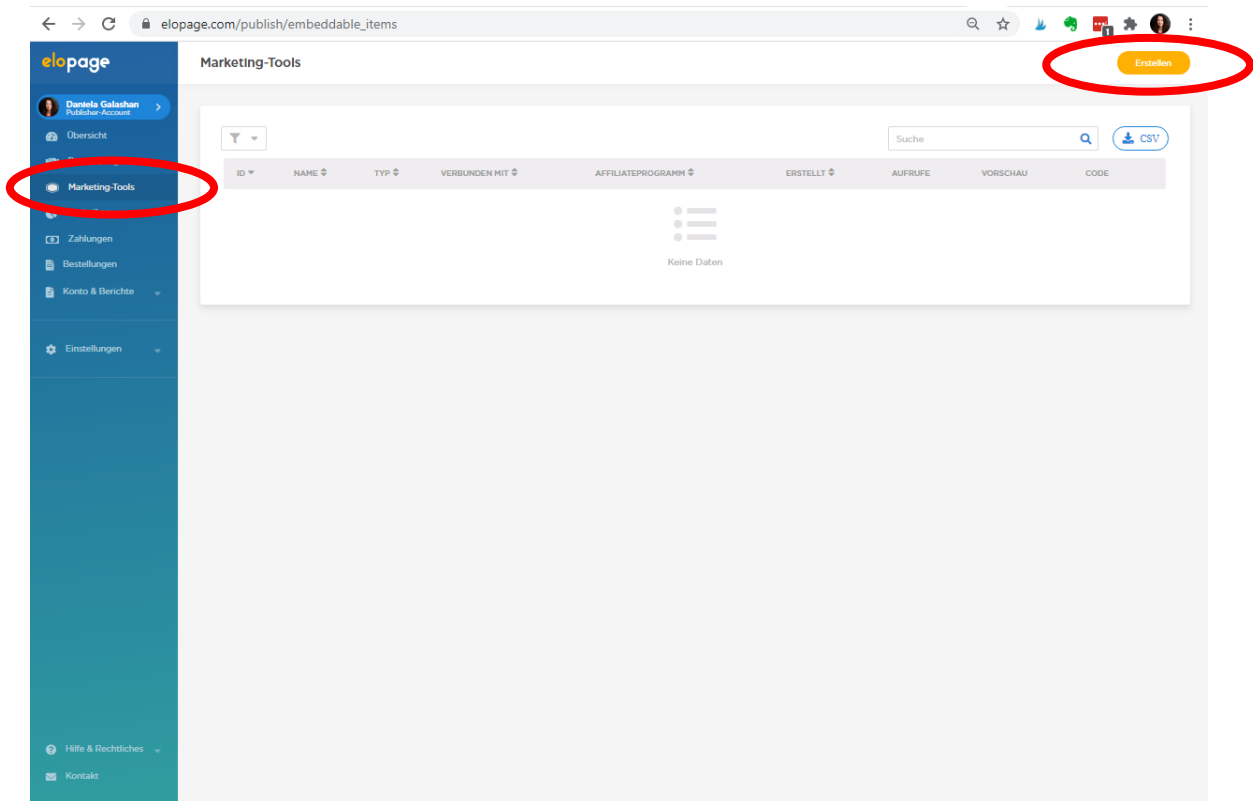 elopage.com/publish/embeddable_items
1
elopage
Marketing-Tools
Erstellen
Daniela Galashan
Publisher-Account
Übersicht
Marketing-Tools
Zahlungen
Bestellungen
Konto & Berichte
Einstellungen
Hilfe & Rechtliches
Kontakt
Suche
CSV
ID NAME TYP VERBUNDEN MIT AFFILIATEPROGRAMM ERSTELLT AUFRUFE VORSCHAU CODE
Keine Daten